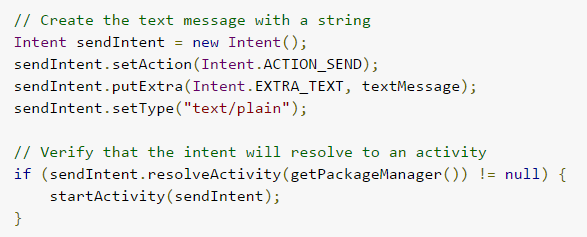 // Create the text message with a string
Intent sendIntent = new Intent();
sendIntent.setAction(Intent.ACTION_SEND);
sendIntent.putExtra(Intent.EXTRA_TEXT, textMessage);
sendIntent.setType("text/plain");

// Verify that the intent will resolve to an activity
if (sendIntent.resolveActivity(getPackageManager()) != null) {
    startActivity(sendIntent);
}